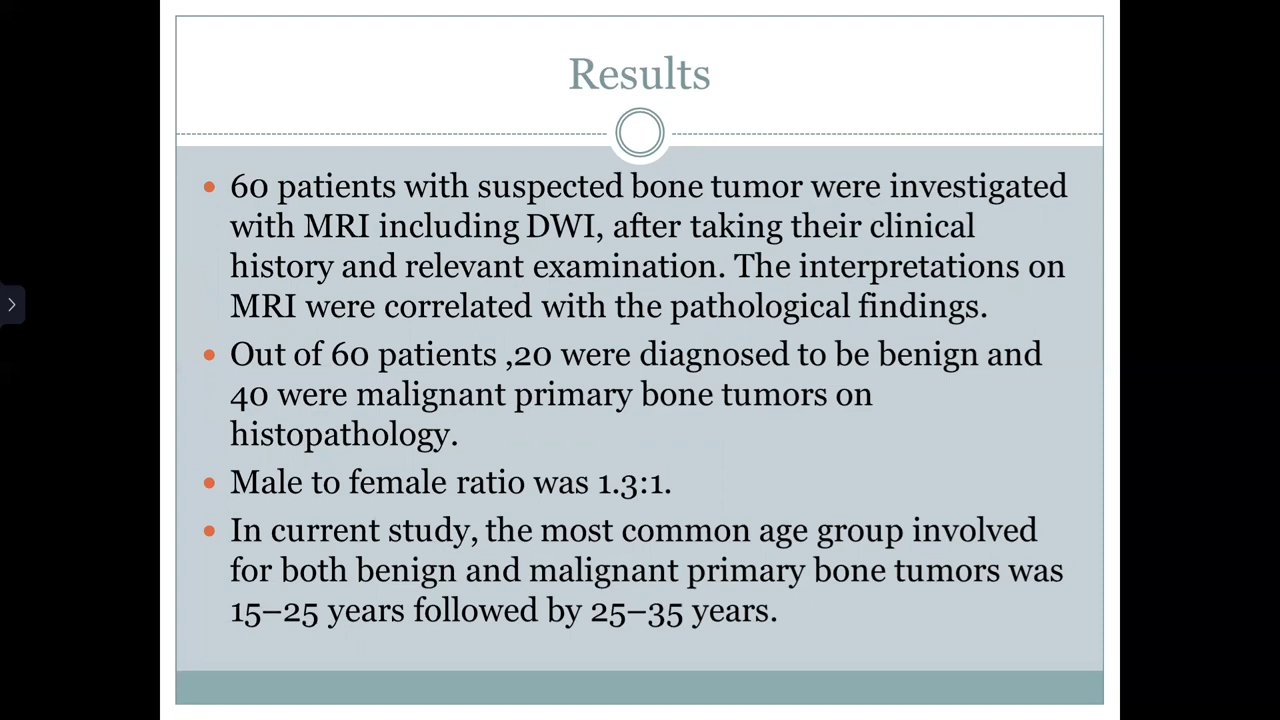 Results
60 patients with suspected bone tumor were investigated
with MRI including DWI, after taking their clinical
history and relevant examination. The interpretations on
MRI were correlated with the pathological findings.
Out of 60 patients ,20 were diagnosed to be benign and
40 were malignant primary bone tumors on
histopathology.
Male to female ratio was 1.3:1.
In current study, the most common age group involved
for both benign and malignant primary bone tumors was
15–25 years followed by 25–35 years.